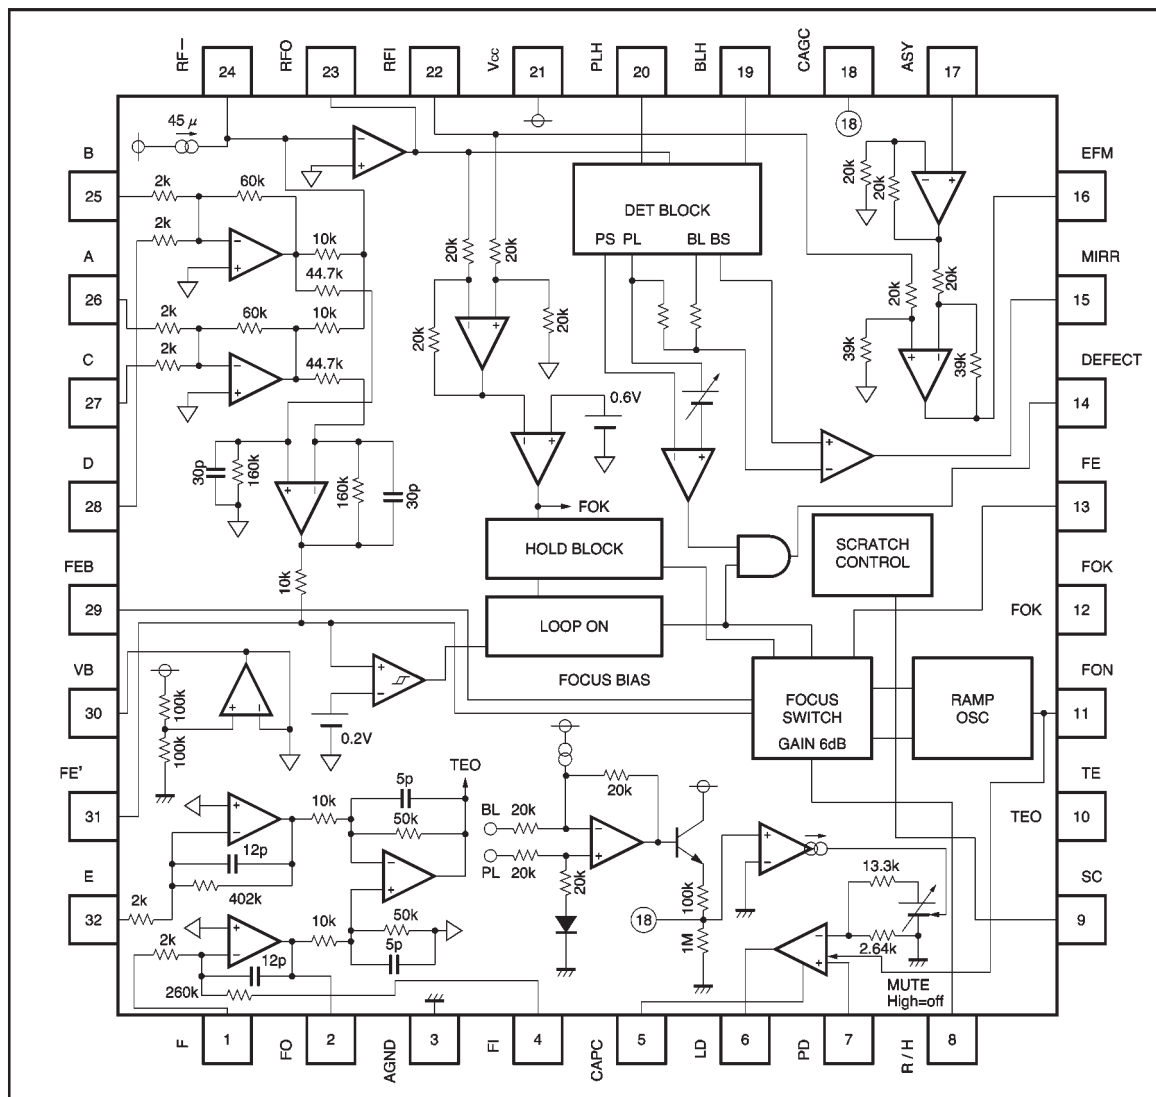 RF−
RFO
RFI
Vcc
PLH
BLH
CAGC
ASY
24
23
22
21
20
19
18
17
45 μ
18
B
25
2k
60k
2k
10k
44.7k
A
26
2k
60k
10k
2k
44.7k
C
27
D
28
30p
160k
160k
30p
10k
20k
20k
20k
20k
0.6V
DET BLOCK
PS PL
BL BS
20k
20k
20k
20k
39k
39k
EFM
16
MIRR
15
DEFECT
14
FE
13
FOK
HOLD BLOCK
LOOP ON
SCRATCH
CONTROL
FOK
FOK
12
FEB
29
VB
30
100k
100k
0.2V
FOCUS BIAS
FOCUS
SWITCH
GAIN 6dB
RAMP
OSC
FON
11
FE'
31
12p
402k
10k
5p
50k
TEO
BL
20k
PL
20k
20k
20k
TE
TEO
10
E
32
2k
2k
12p
260k
10k
50k
5p
18
100k
1M
13.3k
2.64k
MUTE
High=off
SC
9
1
2
3
4
5
6
7
8
F
FO
AGND
FI
CAPC
LD
PD
R / H